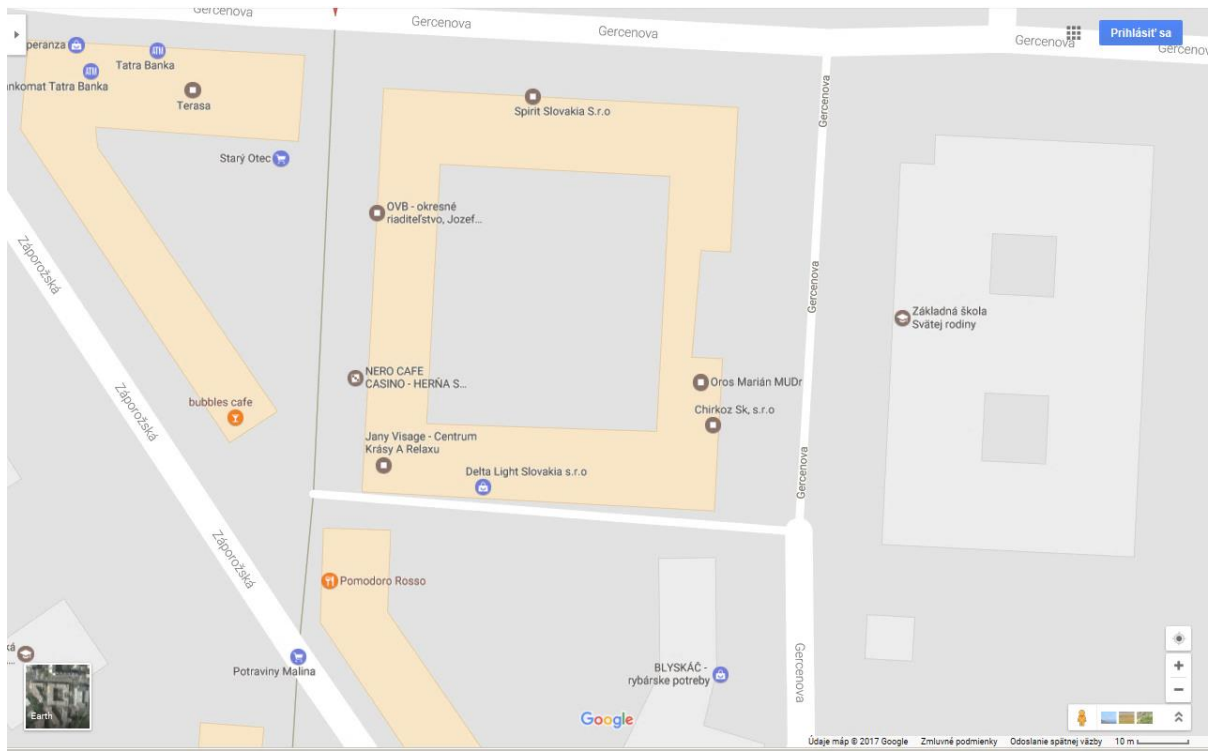 Gercenova
Gercenova
Gercenova
Gercenova
Gercenova
Prihlásiť sa
peranza
Tatra Banka
nkomat Tatra Banka
Terasa
Starý Otec
Spirit Slovakia S.r.o
Gercenova
OVB - okresné
riaditeľstvo, Jozef...
Záporožská
Gercenova
Základná škola
Svätej rodiny
NERO CAFE
CASINO - HERŇA S...
Oros Marián MUDr
bubbles cafe
Záporožská
Chirkoz Sk, s.r.o
Jany Visage - Centrum
Krásy A Relaxu
Delta Light Slovakia s.r.o
Gercenova
Záporožská
Pomodoro Rosso
Potraviny Malina
BLYSKÁČ -
rybárske potreby
Gercenova
ká
...
Earth
Google
Údaje máp © 2017 Google Zmluvné podmienky Odoslanie spätnej väzby 10 m